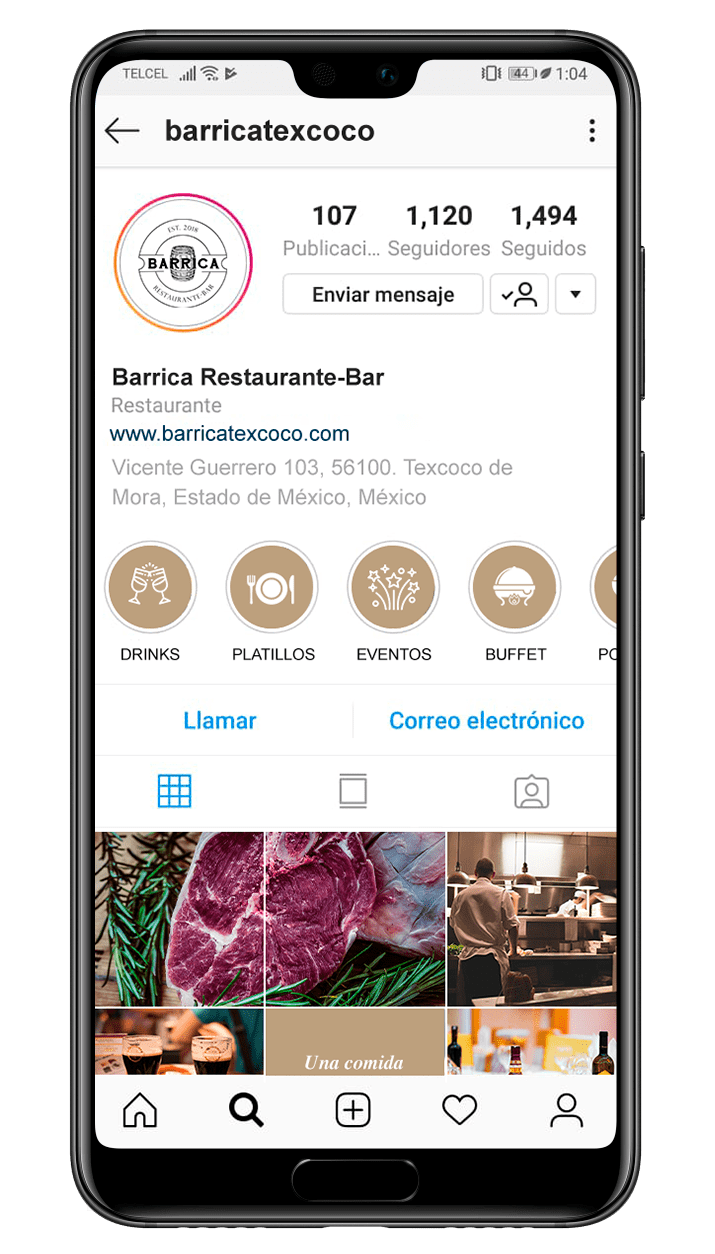 TELCEL 44 1:04
barricatexcoco
107 1,120 1,494
Publicaci... Seguidores Seguidos
EST. 2018
BARRICA
RESTAURANTE-BAR
Enviar mensaje
Barrica Restaurante-Bar
Restaurante
www.barricatexcoco.com
Vicente Guerrero 103, 56100. Texcoco de
Mora, Estado de México, México
DRINKS PLATILLOS EVENTOS BUFFET
Llamar Correo electrónico
Una comida